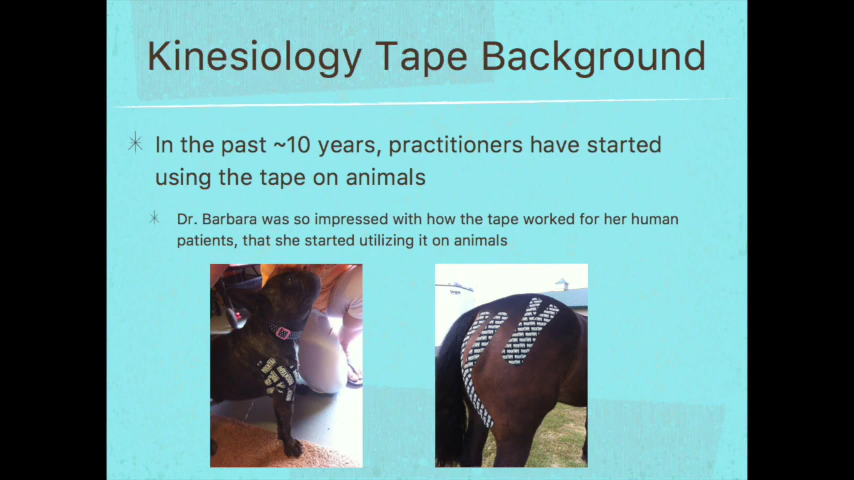 Kinesiology Tape Background
In the past ~10 years, practitioners have started
using the tape on animals
Dr. Barbara was so impressed with how the tape worked for her human
patients, that she started utilizing it on animals